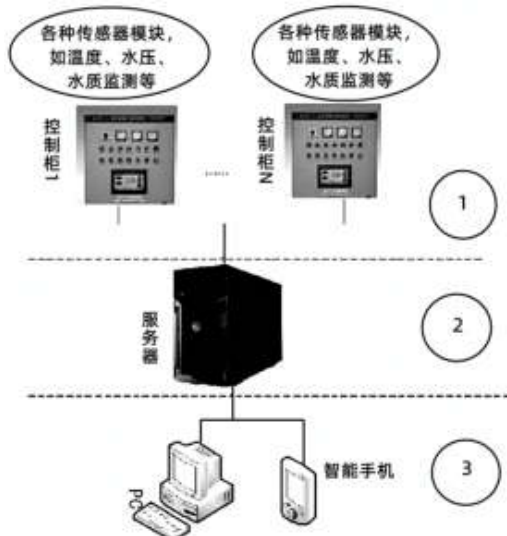 各种传感器模块，
如温度、水压、
水质监测等
各种传感器模块，
如温度、水压、
水质监测等
控制柜1
......
控制柜N
1
服务器
2
PC
智能手机
3